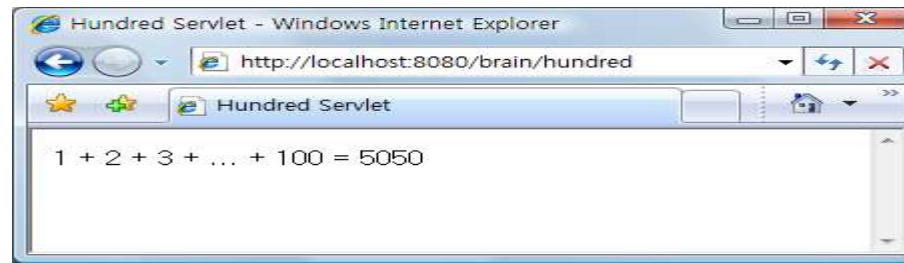 Hundred Servlet - Windows Internet Explorer
http://localhost:8080/brain/hundred
Hundred Servlet
1 + 2 + 3 + ... + 100 = 5050